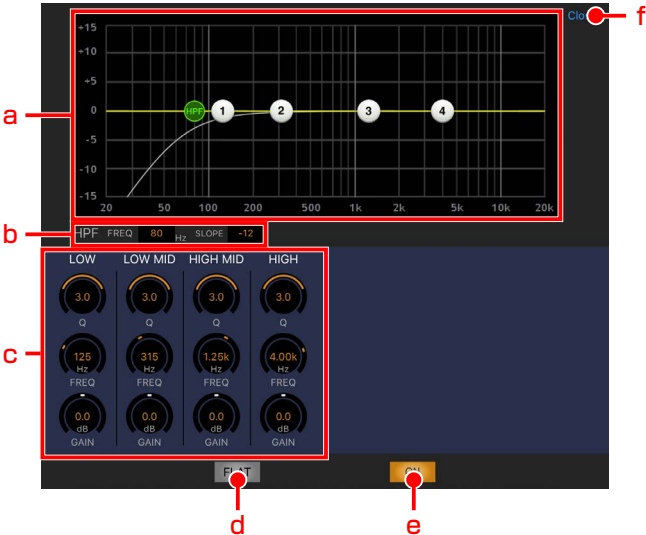 Clo
f
+15
+10
+5
0
-5
-10
-15
HPF 1 2 3 4
20 50 100 200 500 1k 2k 5k 10k 20k
a
b
HPF FREQ 80 Hz SLOPE -12
c
LOW LOW MID HIGH MID HIGH
3.0 3.0 3.0 3.0
Q Q Q Q
125 315 1.25k 4.00k
Hz Hz Hz Hz
FREQ FREQ FREQ FREQ
0.0 0.0 0.0 0.0
dB dB dB dB
GAIN GAIN GAIN GAIN
FLAT ON
d e